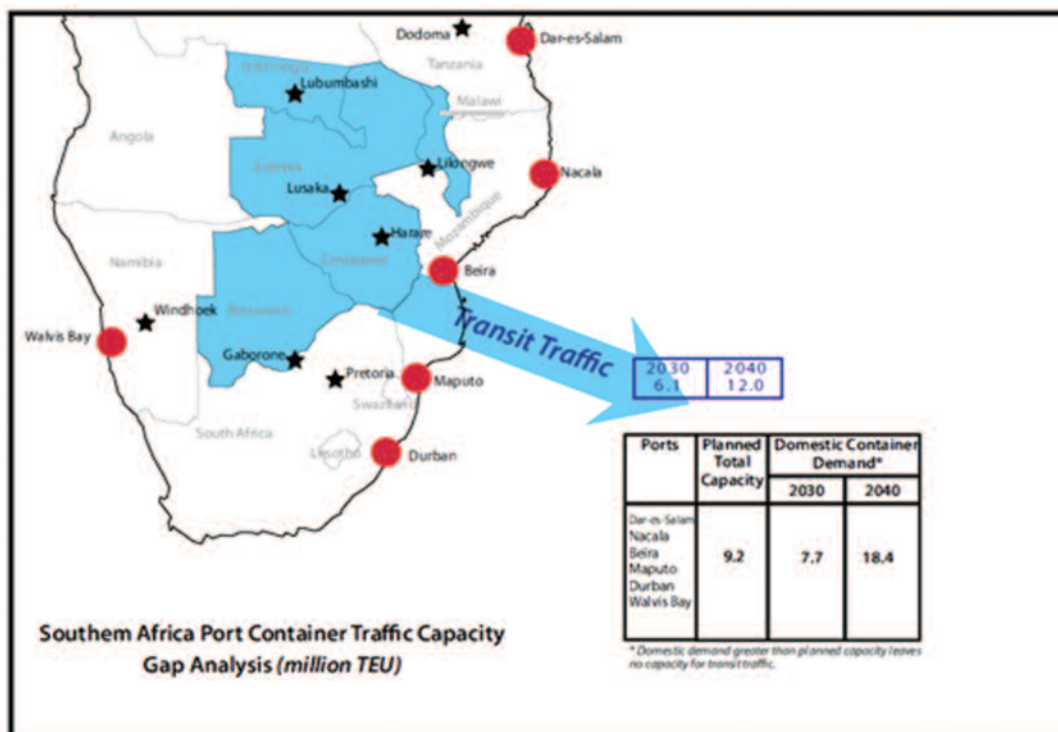 Dodoma
Dar-es-Salam
Tanzania
Lubumbashi
Malawi
Angola
Zambia
Lilongwe
Nacala
Lusaka
Mozambique
Harare
Zimbabwe
Namibia
Beira
Botswana
Windhoek
Walvis Bay
Transit Traffic
Gaborone
Pretoria
Maputo
Swaziland
South Africa
Lesotho
Durban
2030 2040
6.1 12.0
Ports Planned Total Capacity Domestic Container Demand*
2030 2040
Dar-es-Salam
Nacala
Beira 9.2 7.7 18.4
Maputo
Durban
Walvis Bay
* Domestic demand greater than planned capacity leaves
no capacity for transit traffic.
Southern Africa Port Container Traffic Capacity
Gap Analysis (million TEU)